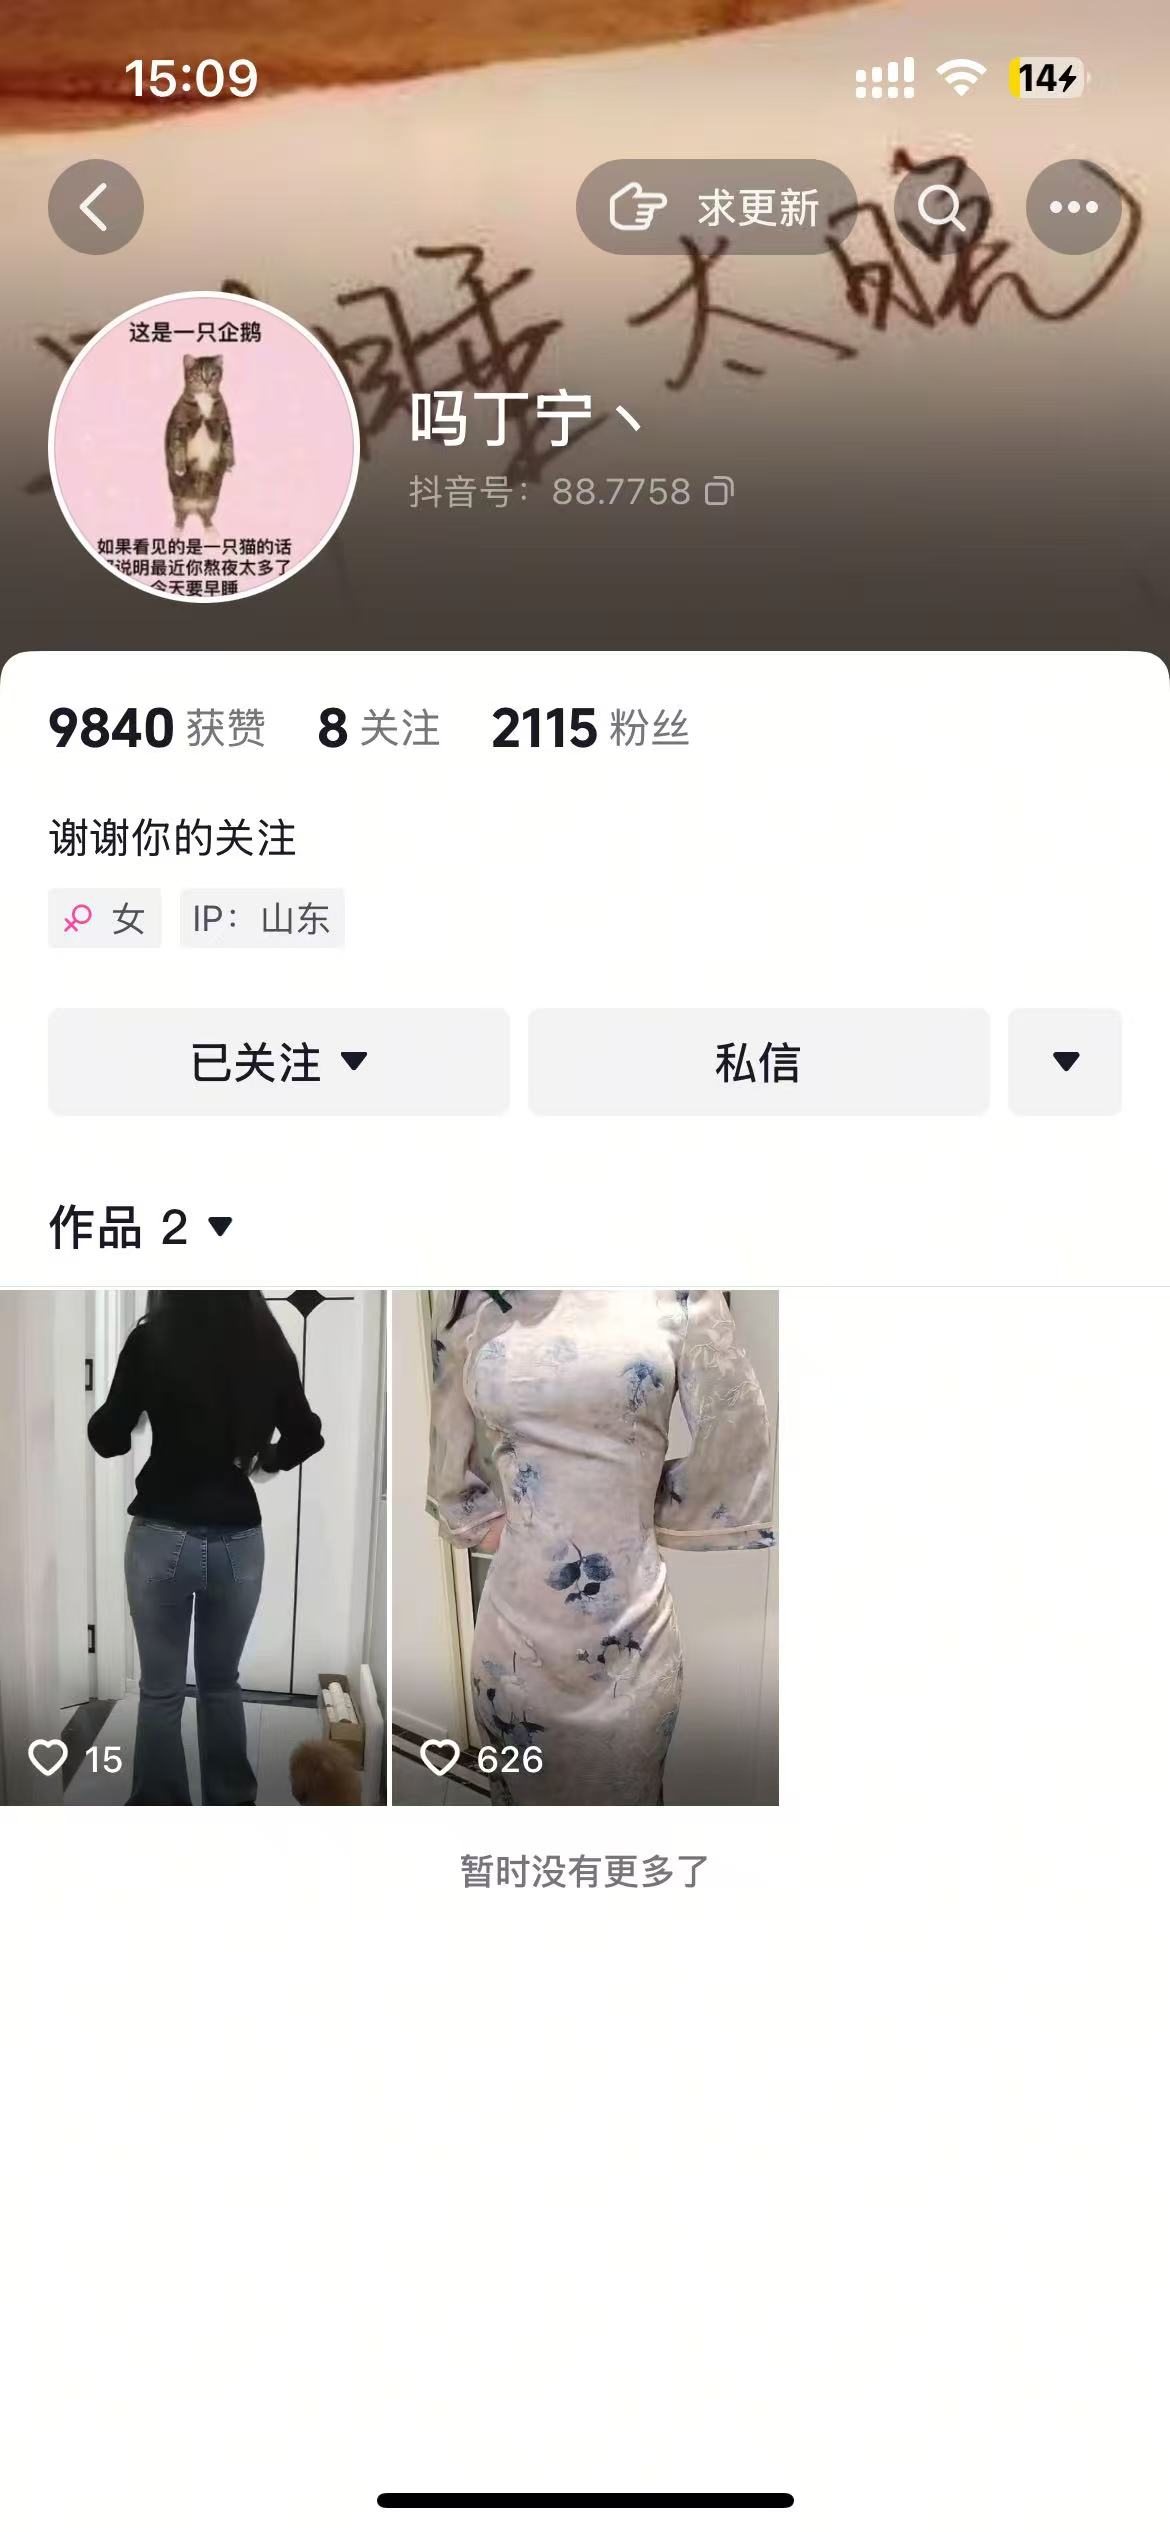 15:09
14
求更新
睡太晚
这是一只企鹅
如果看见的是一只猫的话
说明最近你熬夜太多了
今天要早睡
吗丁宁丶
抖音号：88.7758
9840 获赞 8 关注 2115 粉丝
谢谢你的关注
女 IP：山东
已关注 私信
作品 2
15 626
暂时没有更多了